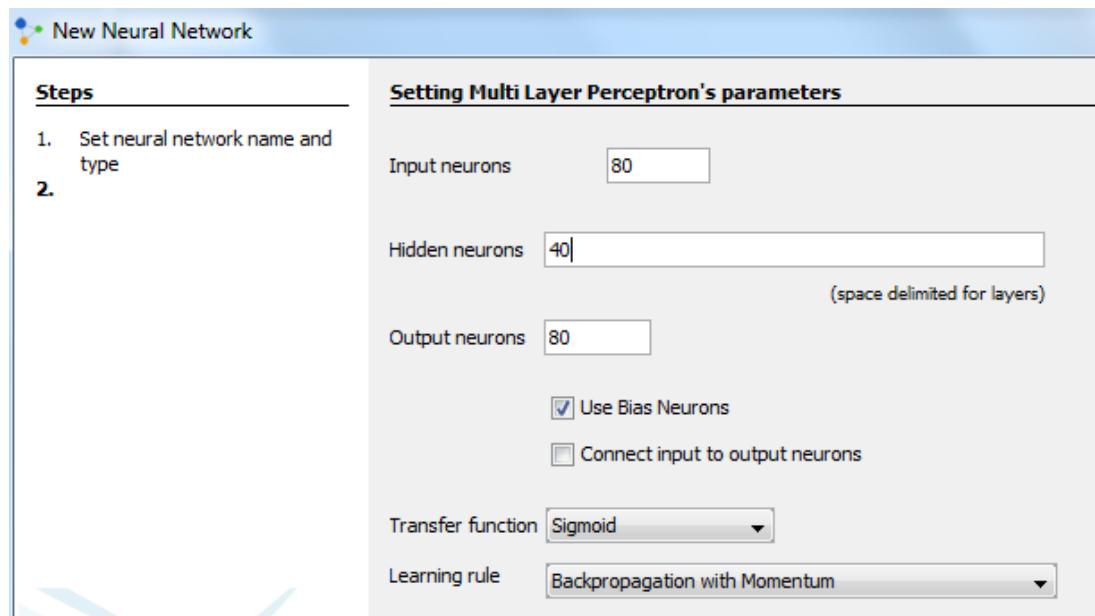 New Neural Network
Steps
1. Set neural network name and
type
2.
Setting Multi Layer Perceptron's parameters
Input neurons 80
Hidden neurons 40
(space delimited for layers)
Output neurons 80
Use Bias Neurons
Connect input to output neurons
Transfer function Sigmoid
Learning rule Backpropagation with Momentum